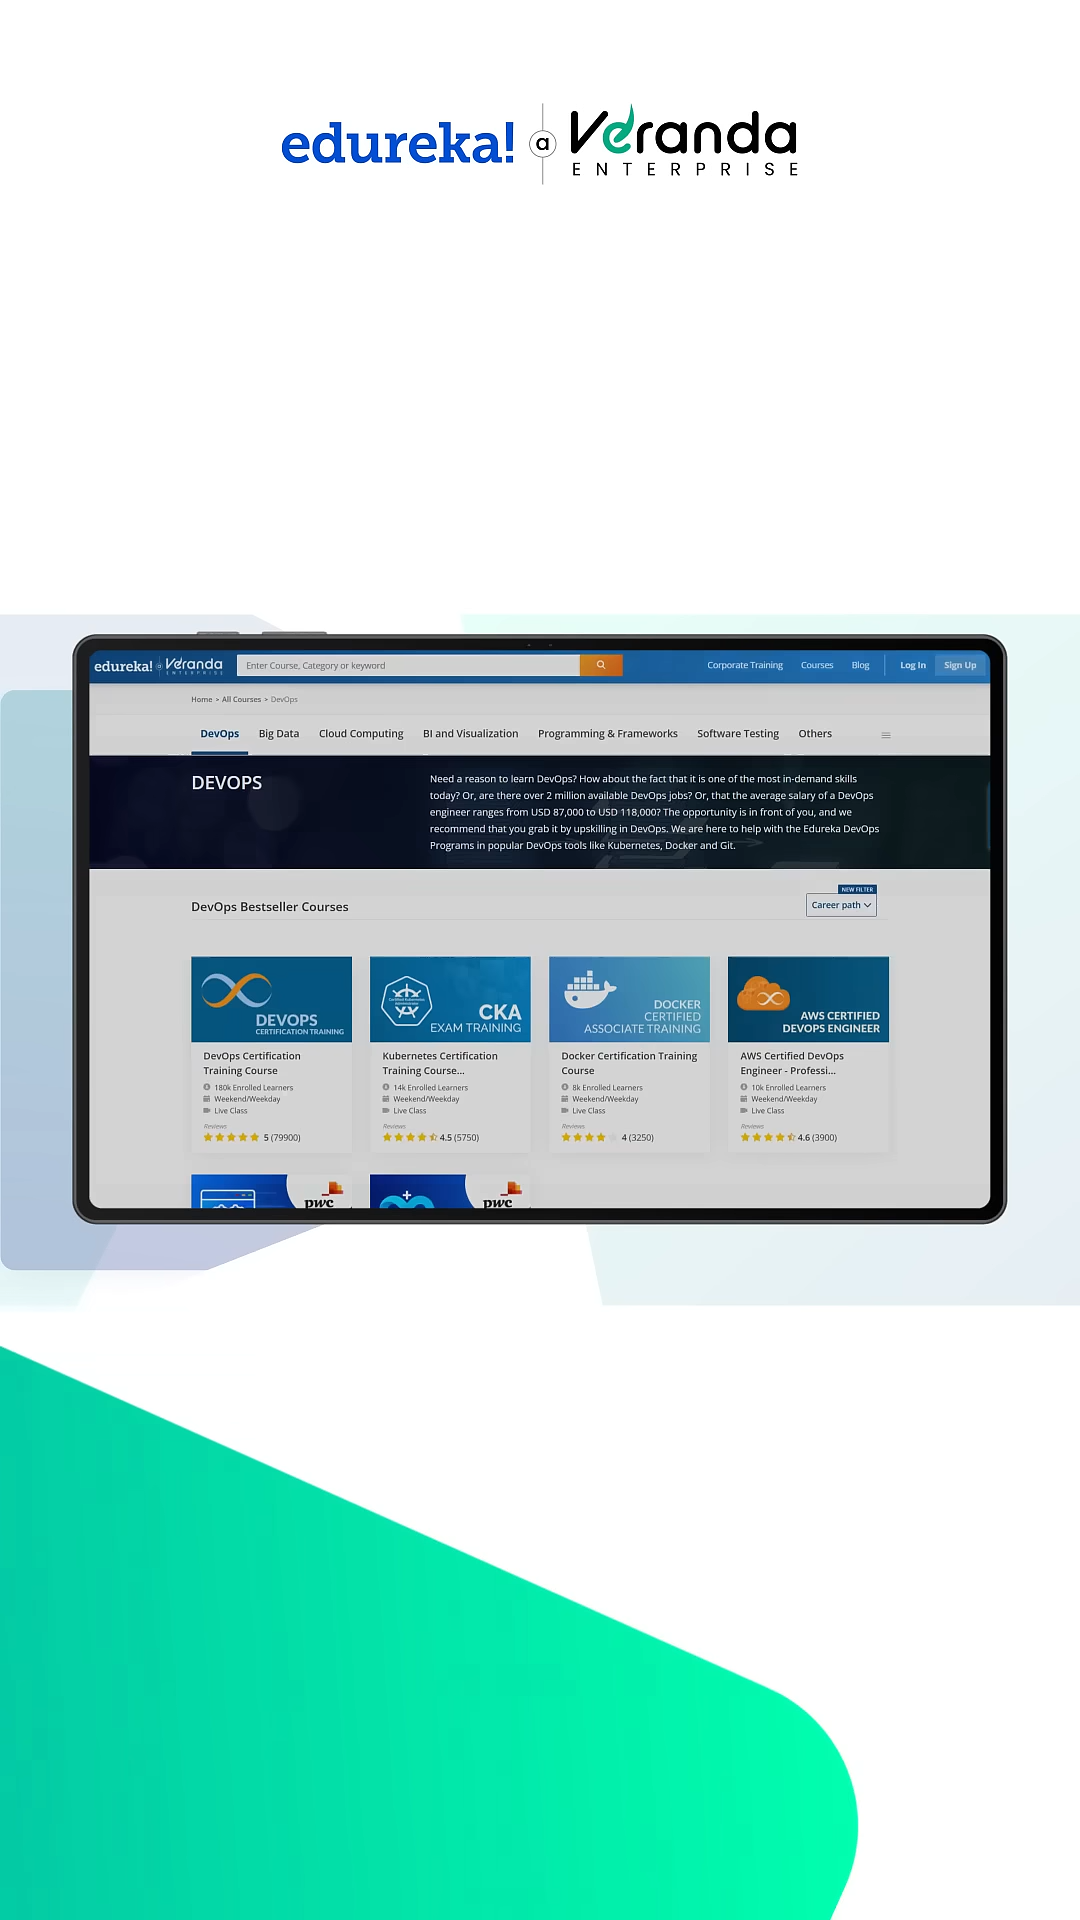 edureka! a Veranda
ENTERPRISE
edureka! a Veranda
ENTERPRISE
Enter Course, Category or keyword
Corporate Training
Courses
Blog
Log In
Sign Up
Home > All Courses > DevOps
DevOps
Big Data
Cloud Computing
BI and Visualization
Programming & Frameworks
Software Testing
Others
DEVOPS
Need a reason to learn DevOps? How about the fact that it is one of the most in-demand skills
today? Or, are there over 2 million available DevOps jobs? Or, that the average salary of a DevOps
engineer ranges from USD 87,000 to USD 118,000? The opportunity is in front of you, and we
recommend that you grab it by upskilling in DevOps. We are here to help with the Edureka DevOps
Programs in popular DevOps tools like Kubernetes, Docker and Git.
DevOps Bestseller Courses
NEW FILTER
Career path
DEVOPS
CERTIFICATION TRAINING
DevOps Certification
Training Course
180k Enrolled Learners
Weekend/Weekday
Live Class
Reviews
5 (79900)
Certified Kubernetes
Administrator
CKA
EXAM TRAINING
Kubernetes Certification
Training Course...
14k Enrolled Learners
Weekend/Weekday
Live Class
Reviews
4.5 (5750)
DOCKER
CERTIFIED
ASSOCIATE TRAINING
Docker Certification Training
Course
8k Enrolled Learners
Weekend/Weekday
Live Class
Reviews
4 (3250)
AWS CERTIFIED
DEVOPS ENGINEER
AWS Certified DevOps
Engineer - Professi...
10k Enrolled Learners
Weekend/Weekday
Live Class
Reviews
4.6 (3900)
pwc
pwc